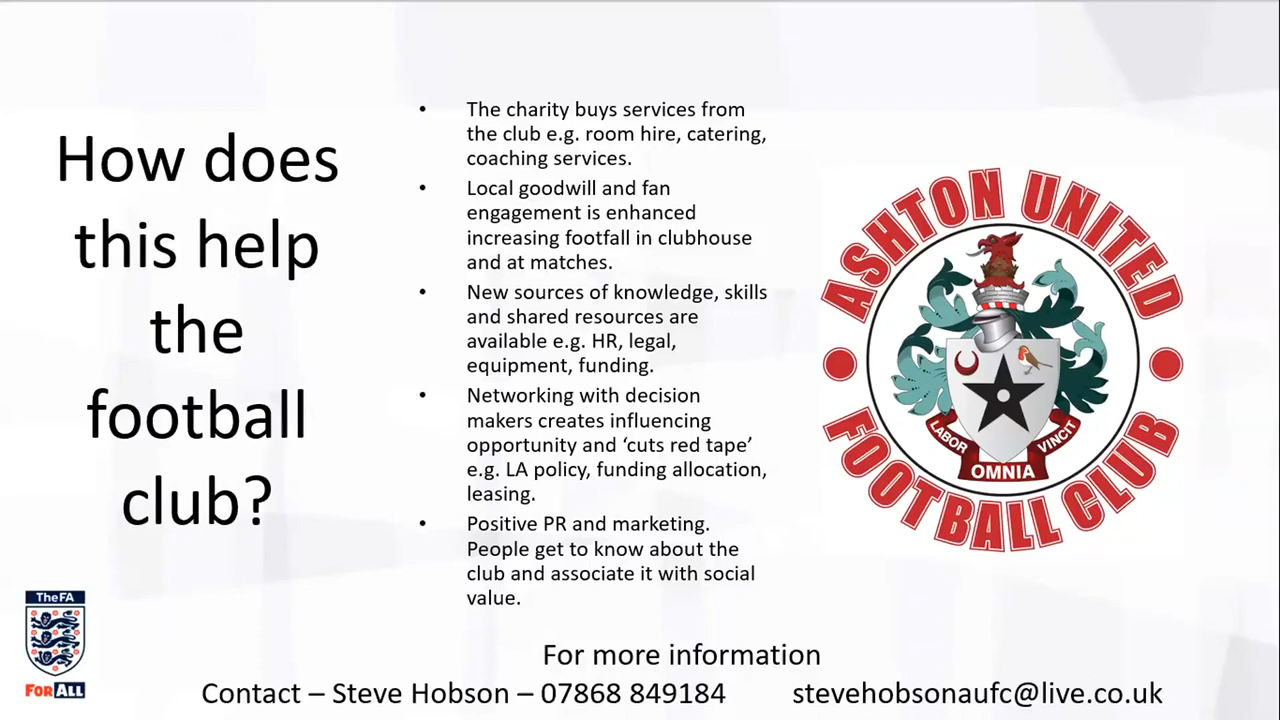 How does
this help
the
football
club?
• The charity buys services from
the club e.g. room hire, catering,
coaching services.
• Local goodwill and fan
engagement is enhanced
increasing footfall in clubhouse
and at matches.
• New sources of knowledge, skills
and shared resources are
available e.g. HR, legal,
equipment, funding.
• Networking with decision
makers creates influencing
opportunity and ‘cuts red tape’
e.g. LA policy, funding allocation,
leasing.
• Positive PR and marketing.
People get to know about the
club and associate it with social
value.
ASHTON UNITED
LABOR OMNIA VINCIT
FOOTBALL CLUB
TheFA
FORALL
For more information
Contact – Steve Hobson – 07868 849184 stevehobsonaufc@live.co.uk